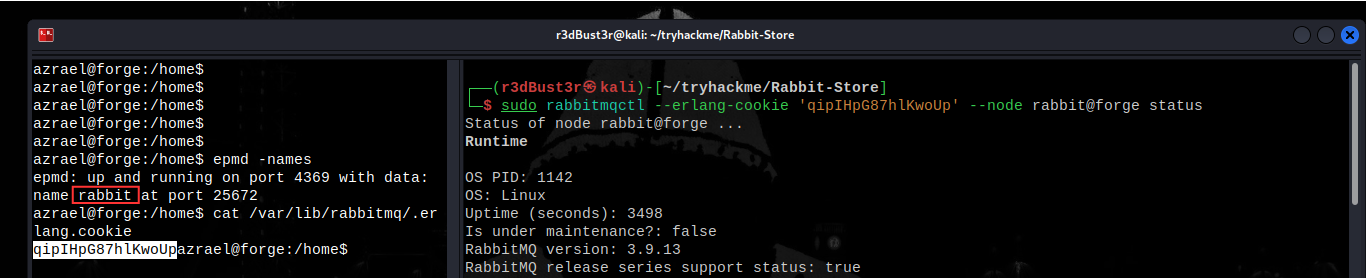 r3dBust3r@kali: ~/tryhackme/Rabbit-Store
azrael@forge:/home$
azrael@forge:/home$
azrael@forge:/home$
azrael@forge:/home$
azrael@forge:/home$
azrael@forge:/home$ epmd -names
epmd: up and running on port 4369 with data:
name rabbit at port 25672
azrael@forge:/home$ cat /var/lib/rabbitmq/.er
lang.cookie
qipIHpG87hlKwoUpazrael@forge:/home$
┌──(r3dBust3r㉿kali)-[~/tryhackme/Rabbit-Store]
└─$ sudo rabbitmqctl --erlang-cookie 'qipIHpG87hlKwoUp' --node rabbit@forge status
Status of node rabbit@forge ...
Runtime
OS PID: 1142
OS: Linux
Uptime (seconds): 3498
Is under maintenance?: false
RabbitMQ version: 3.9.13
RabbitMQ release series support status: true